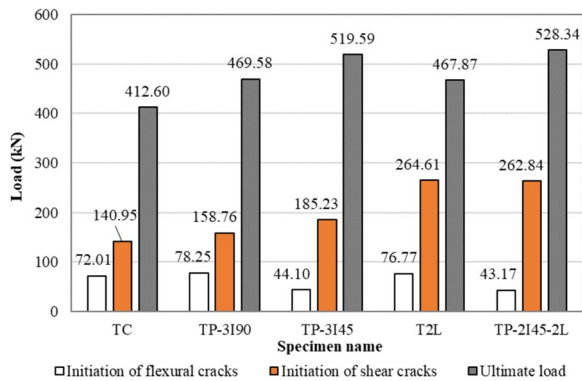 600
500
400
300
200
100
0
Load (kN)
72.01
140.95
412.60
78.25
158.76
469.58
44.10
185.23
519.59
76.77
264.61
467.87
43.17
262.84
528.34
TC
TP-3190
TP-3145
T2L
TP-2145-2L
Specimen name
Initiation of flexural cracks
Initiation of shear cracks
Ultimate load